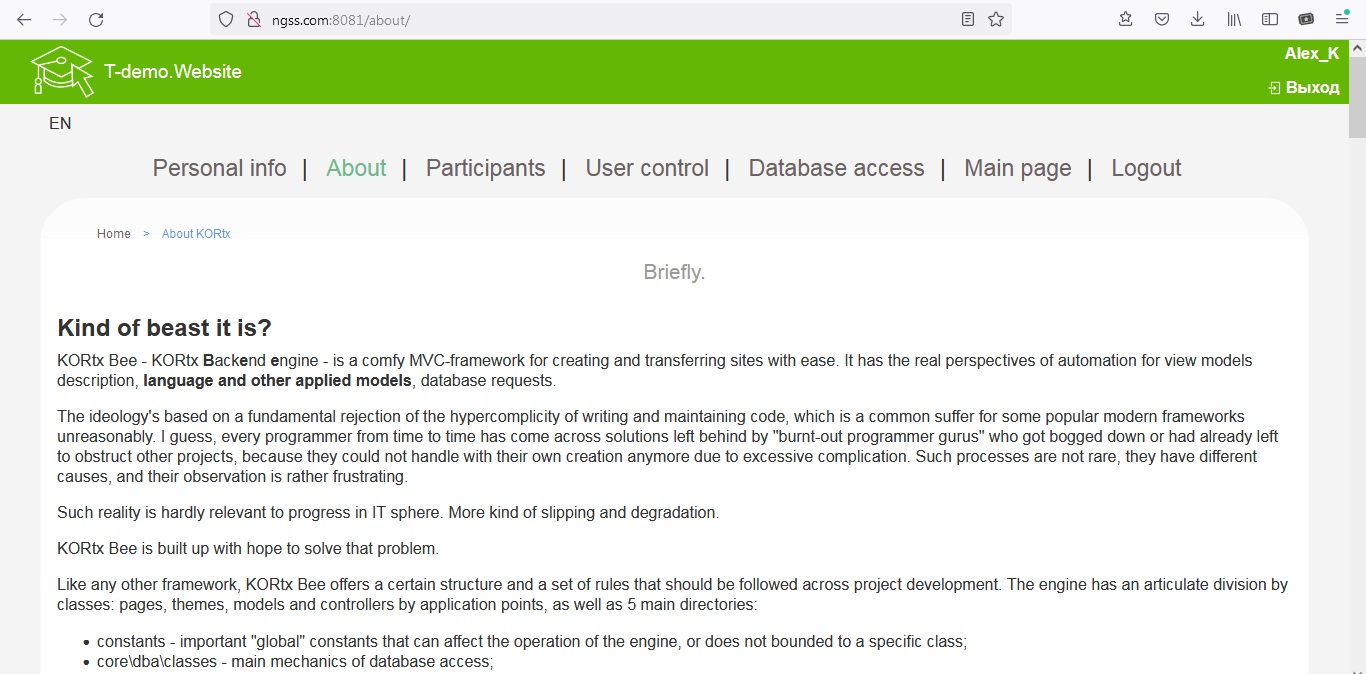 ngss.com:8081/about/
T-demo.Website
Alex_K
Выход
EN
Personal info | About | Participants | User control | Database access | Main page | Logout
Home > About KORtx
Briefly.
Kind of beast it is?
KORtx Bee - KORtx Backend engine - is a comfy MVC-framework for creating and transferring sites with ease. It has the real perspectives of automation for view models
description, language and other applied models, database requests.
The ideology's based on a fundamental rejection of the hypercomplicity of writing and maintaining code, which is a common suffer for some popular modern frameworks
unreasonably. I guess, every programmer from time to time has come across solutions left behind by "burnt-out programmer gurus" who got bogged down or had already left
to obstruct other projects, because they could not handle with their own creation anymore due to excessive complication. Such processes are not rare, they have different
causes, and their observation is rather frustrating.
Such reality is hardly relevant to progress in IT sphere. More kind of slipping and degradation.
KORtx Bee is built up with hope to solve that problem.
Like any other framework, KORtx Bee offers a certain structure and a set of rules that should be followed across project development. The engine has an articulate division by
classes: pages, themes, models and controllers by application points, as well as 5 main directories:
• constants - important "global" constants that can affect the operation of the engine, or does not bounded to a specific class;
• core\dba\classes - main mechanics of database access;